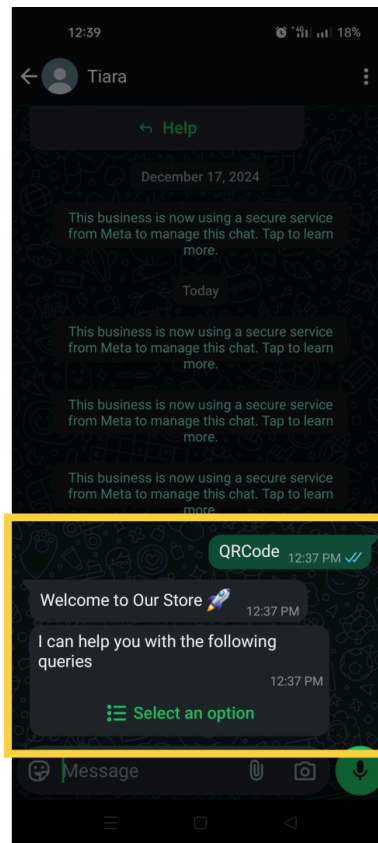 12:39
4G 18%
Tiara
Help
December 17, 2024
This business is now using a secure service
from Meta to manage this chat. Tap to learn
more.
Today
This business is now using a secure service
from Meta to manage this chat. Tap to learn
more.
This business is now using a secure service
from Meta to manage this chat. Tap to learn
more.
This business is now using a secure service
from Meta to manage this chat. Tap to learn
more.
QRCode 12:37 PM
Welcome to Our Store 🚀 12:37 PM
I can help you with the following
queries
12:37 PM
Select an option
Message